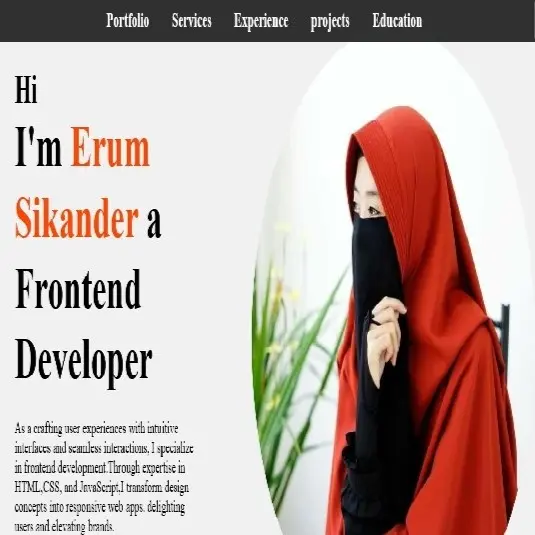 Portfolio Services Experience projects Education
Hi
I'm Erum
Sikander a
Frontend
Developer
As a crafting user experiences with intuitive
interfaces and seamless interactions, I specialize
in frontend development.Through expertise in
HTML,CSS, and JavaScript,I transform design
concepts into responsive web apps. delighting
users and elevating brands.